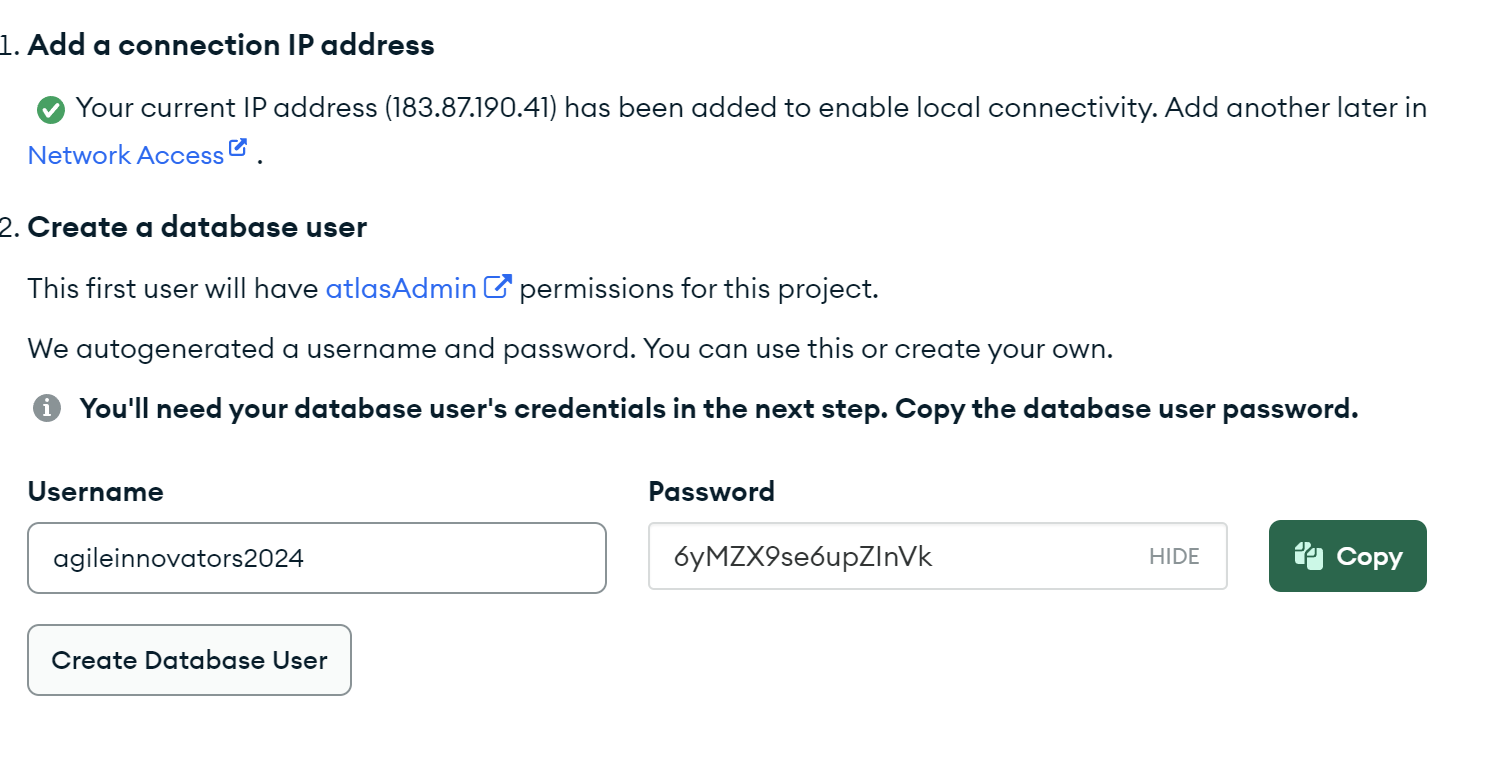 1. Add a connection IP address
Your current IP address (183.87.190.41) has been added to enable local connectivity. Add another later in
Network Access .
2. Create a database user
This first user will have atlasAdmin permissions for this project.
We autogenerated a username and password. You can use this or create your own.
You'll need your database user's credentials in the next step. Copy the database user password.
Username
Password
agileinnovators2024
6yMZX9se6upZInVk
HIDE
Copy
Create Database User